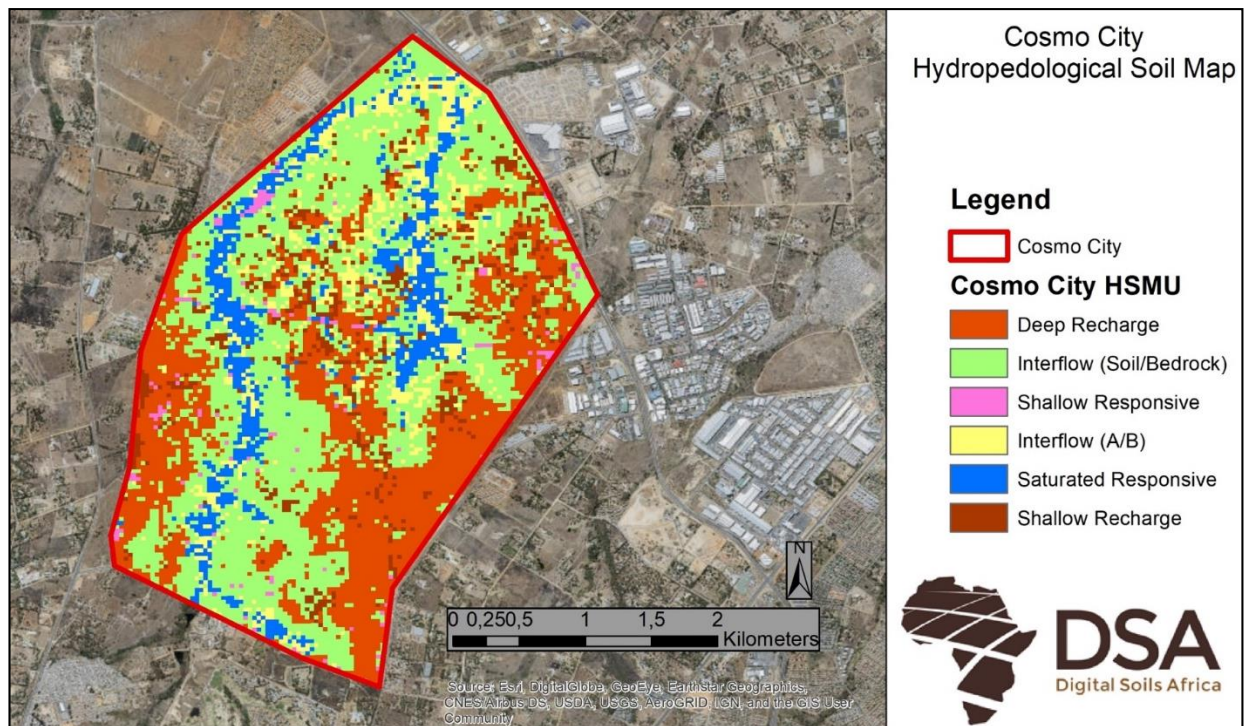 Cosmo City
Hydropedological Soil Map
Legend
Cosmo City
Cosmo City HSMU
Deep Recharge
Interflow (Soil/Bedrock)
Shallow Responsive
Interflow (A/B)
Saturated Responsive
Shallow Recharge
N
0 0,250,5 1 1,5 2
Kilometers
Source: Esri, DigitalGlobe, GeoEye, Earthstar Geographics,
CNES/Airbus DS, USDA, USGS, AeroGRID, IGN, and the GIS User
Community
DSA
Digital Soils Africa